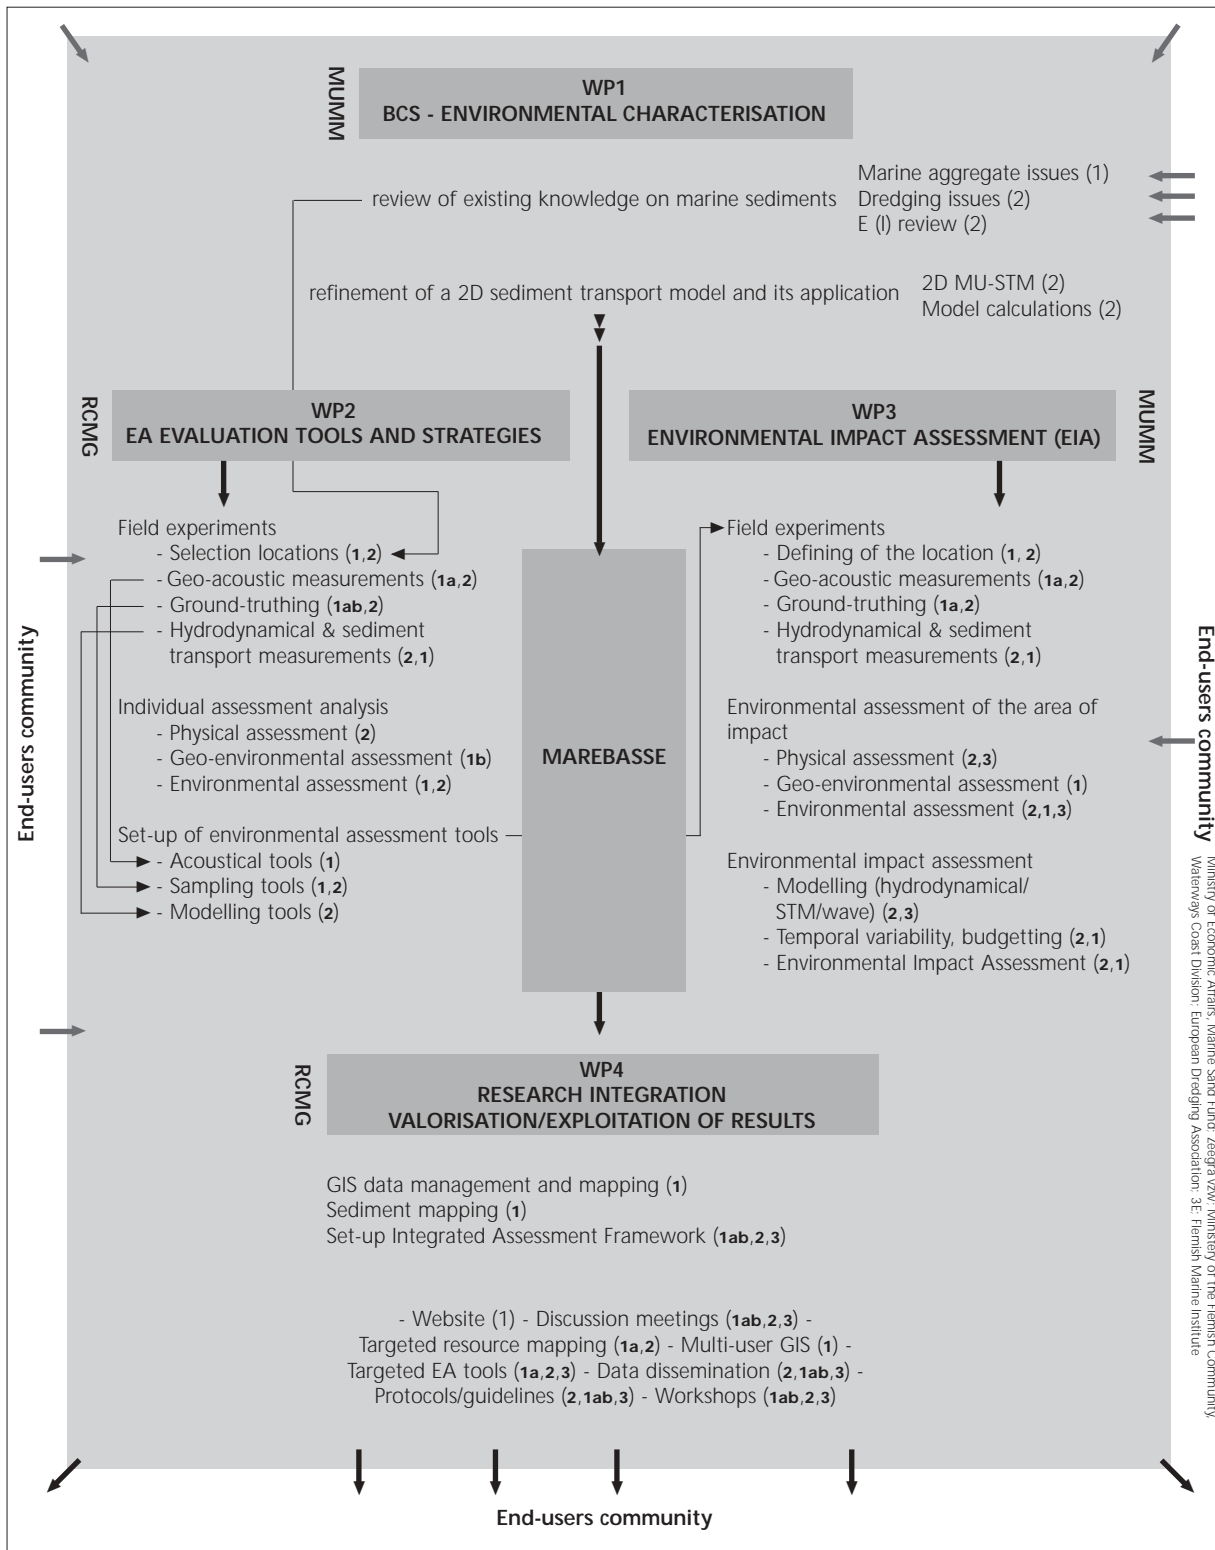 MUMM
WP1
BCS - ENVIRONMENTAL CHARACTERISATION
review of existing knowledge on marine sediments
Marine aggregate issues (1)
Dredging issues (2)
E (I) review (2)
refinement of a 2D sediment transport model and its application
2D MU-STM (2)
Model calculations (2)
RCMG
WP2
EA EVALUATION TOOLS AND STRATEGIES
WP3
ENVIRONMENTAL IMPACT ASSESSMENT (EIA)
MUMM
Field experiments
- Selection locations (1,2)
- Geo-acoustic measurements (1a,2)
- Ground-truthing (1ab,2)
- Hydrodynamical & sediment
transport measurements (2,1)
Individual assessment analysis
- Physical assessment (2)
- Geo-environmental assessment (1b)
- Environmental assessment (1,2)
Set-up of environmental assessment tools
- Acoustical tools (1)
- Sampling tools (1,2)
- Modelling tools (2)
MAREBASSE
Field experiments
- Defining of the location (1, 2)
- Geo-acoustic measurements (1a,2)
- Ground-truthing (1a,2)
- Hydrodynamical & sediment
transport measurements (2,1)
Environmental assessment of the area of
impact
- Physical assessment (2,3)
- Geo-environmental assessment (1)
- Environmental assessment (2,1,3)
Environmental impact assessment
- Modelling (hydrodynamical/
STM/wave) (2,3)
- Temporal variability, budgetting (2,1)
- Environmental Impact Assessment (2,1)
End-users community
End-users community
Ministry of Economic Affairs, Marine Sand Fund; Zeegra vzw; Ministery of the Flemish Community,
Waterways Coast Division; European Dredging Association; 3E; Flemish Marine Institute
RCMG
WP4
RESEARCH INTEGRATION
VALORISATION/EXPLOITATION OF RESULTS
GIS data management and mapping (1)
Sediment mapping (1)
Set-up Integrated Assessment Framework (1ab,2,3)
- Website (1) - Discussion meetings (1ab,2,3) -
Targeted resource mapping (1a,2) - Multi-user GIS (1) -
Targeted EA tools (1a,2,3) - Data dissemination (2,1ab,3) -
Protocols/guidelines (2,1ab,3) - Workshops (1ab,2,3)
End-users community